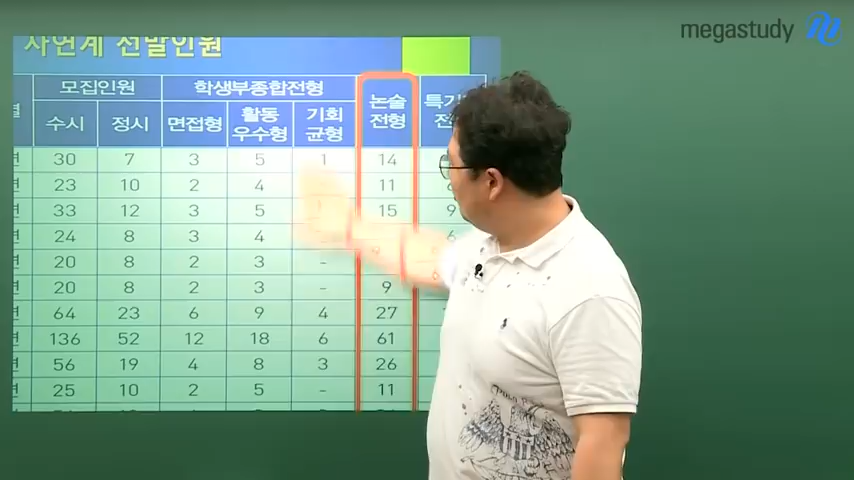 megastudy
자연계 선발인원
모집인원 학생부종합전형 논술전형
수시 정시 면접형 활동우수형 기회균형
30 7 3 5 1 14
23 10 2 4 11
33 12 3 5 15 9
24 8 3 4
20 8 2 3 -
20 8 2 3 - 9
64 23 6 9 4 27
136 52 12 18 6 61
56 19 4 8 3 26
25 10 2 5 - 11